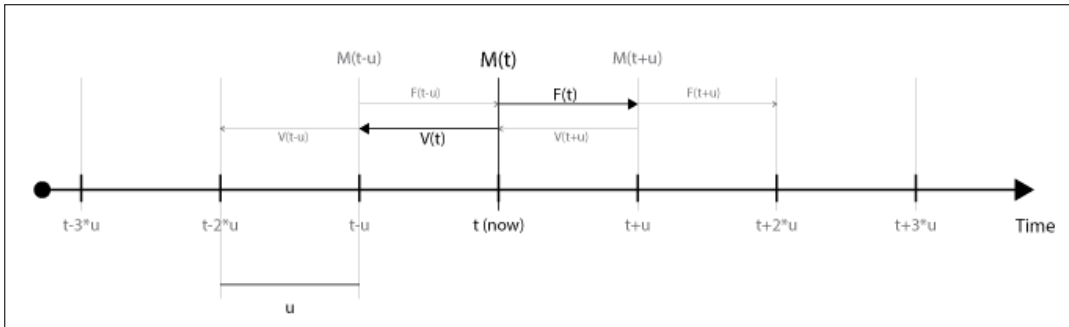 M(t-u) M(t) M(t+u)
F(t-u) F(t) F(t+u)
V(t-u) V(t) V(t+u)
t-3*u t-2*u t-u t (now) t+u t+2*u t+3*u Time
u